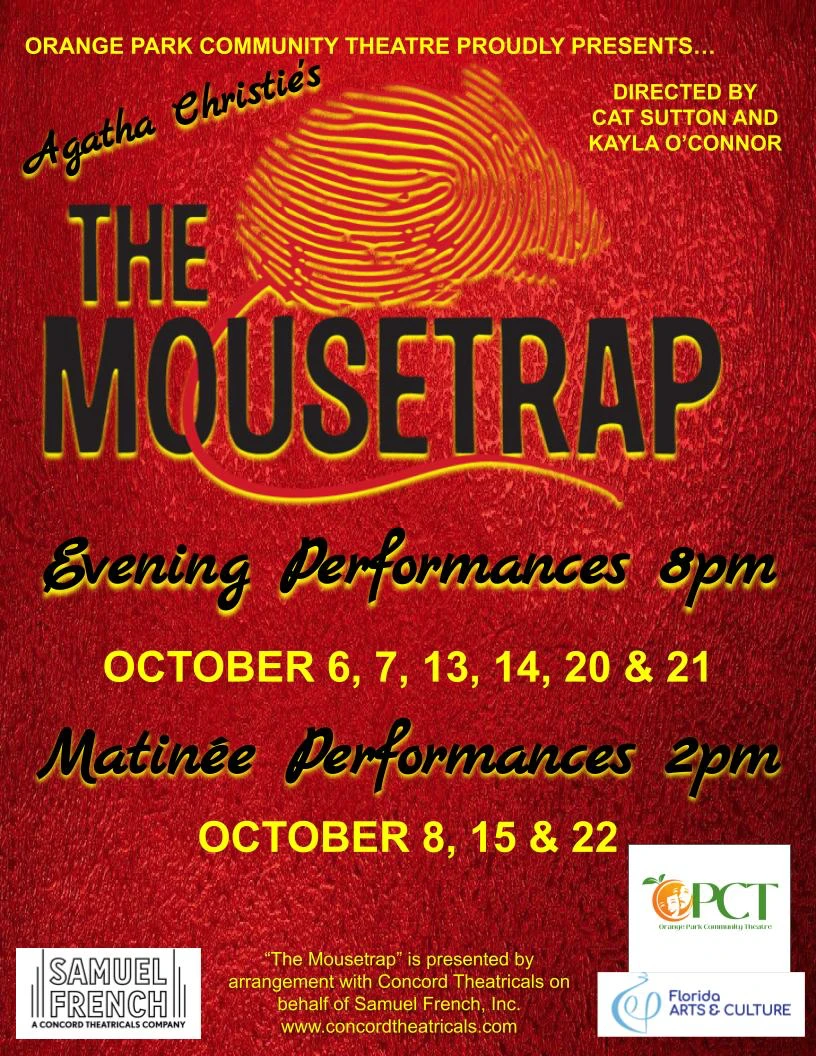 ORANGE PARK COMMUNITY THEATRE PROUDLY PRESENTS...
Agatha Christie's
DIRECTED BY
CAT SUTTON AND
KAYLA O'CONNOR
THE
MOUSETRAP
Evening Performances 8pm
OCTOBER 6, 7, 13, 14, 20 & 21
Matinée Performances 2pm
OCTOBER 8, 15 & 22
OPCT
Orange Park Community Theatre
SAMUEL
FRENCH
A CONCORD THEATRICALS COMPANY
“The Mousetrap” is presented by
arrangement with Concord Theatricals on
behalf of Samuel French, Inc.
www.concordtheatricals.com
Florida
ARTS & CULTURE